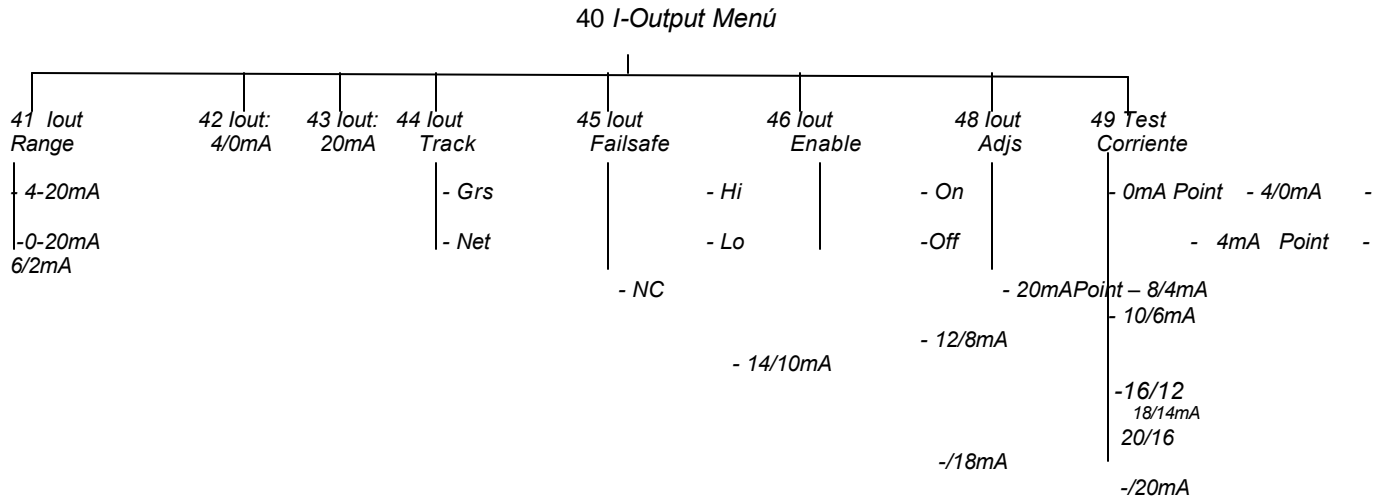 40 I-Output Menú
41 Iout 42 Iout: 43 Iout: 44 Iout 45 Iout 46 Iout 48 Iout 49 Test
Range 4/0mA 20mA Track Failsafe Enable Adjs Corriente
- 4-20mA - Grs - Hi - On - 0mA Point - 4/0mA -
-0-20mA - Net - Lo -Off - 4mA Point -
6/2mA
- NC - 20mAPoint – 8/4mA
- 10/6mA
- 12/8mA
- 14/10mA
-16/12
18/14mA
20/16
-/18mA
-/20mA